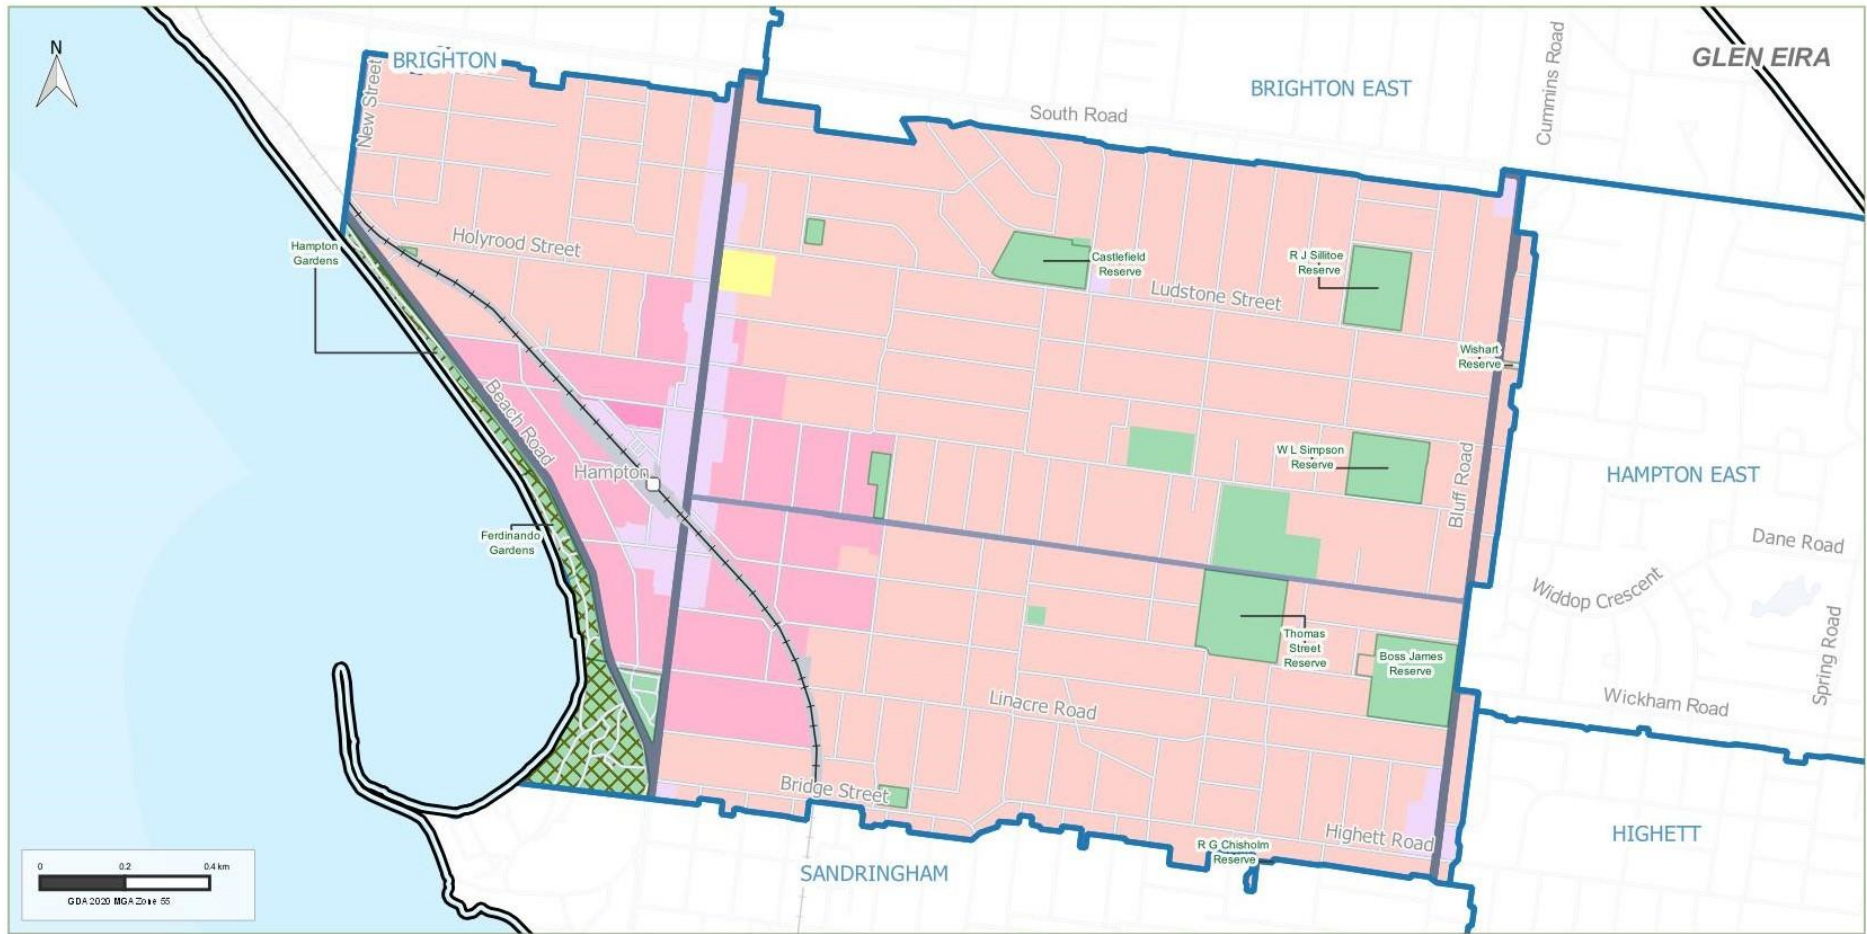 N
BRIGHTON
GLEN EIRA
BRIGHTON EAST
South Road
Cummins Road
New Street
Hampton
Gardens
Holyrood Street
Castlefield
Reserve
R J Sillitoe
Reserve
Ludstone Street
Wishart
Reserve
Beach Road
Hampton
W L Simpson
Reserve
Bluff Road
HAMPTON EAST
Ferdinando
Gardens
Dane Road
Widdop Crescent
Spring Road
Thomas
Street
Reserve
Boss James
Reserve
Linacre Road
Wickham Road
Bridge Street
Highett Road
HIGHETT
R G Chisholm
Reserve
SANDRINGHAM
0 0.2 0.4 km
GDA 2020 MGA Zone 55